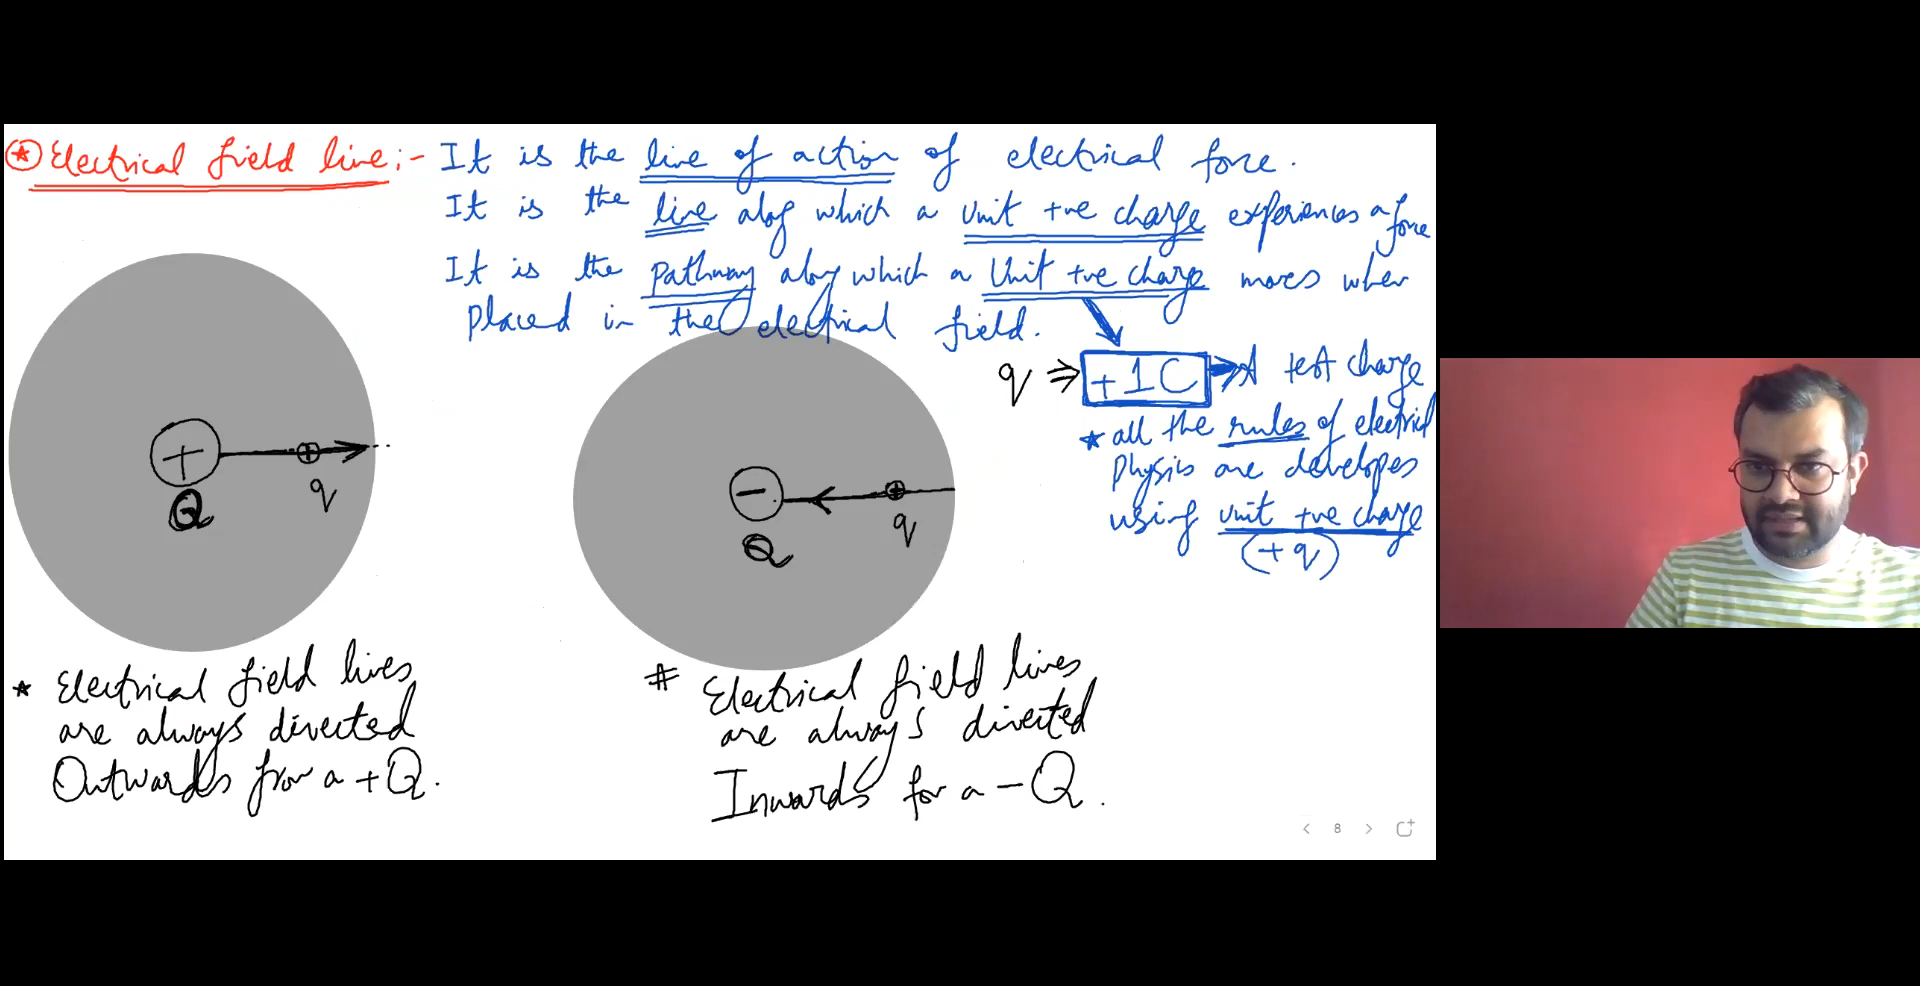 ★ Electrical field line :- It is the line of action of electrical force.
It is the line along which a unit +ve charge experiences a force
It is the pathway along which a Unit +ve charge moves when
placed in the electrical field.
q ⇒ +1C → A test charge
★ all the rules of electrical
Physics are developes
using unit +ve charge
(+q)
+
Q
+
q
−
Q
+
q
★ Electrical field lines
are always directed
Outwards from a +Q.
# Electrical field lines
are always directed
Inwards for a −Q.
< 8 >